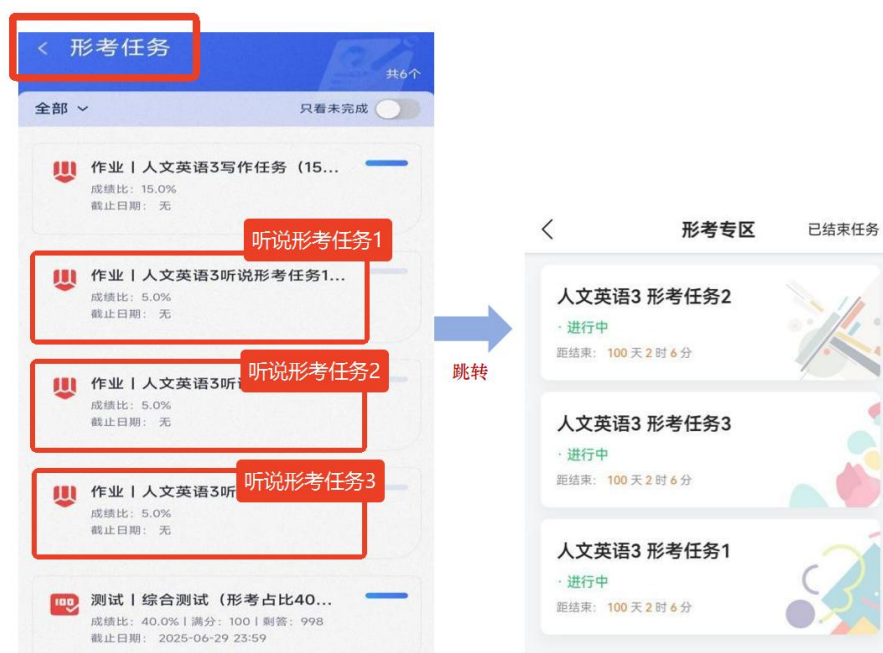 形考任务
共6个
全部
只看未完成
作业丨人文英语3写作任务（15...
成绩比: 15.0%
截止日期: 无
听说形考任务1
作业丨人文英语3听说形考任务1...
成绩比: 5.0%
截止日期: 无
听说形考任务2
作业丨人文英语3听
成绩比: 5.0%
截止日期: 无
听说形考任务3
作业丨人文英语3听
成绩比: 5.0%
截止日期: 无
100
测试丨综合测试（形考占比40...
成绩比: 40.0%丨满分: 100丨剩答: 998
截止日期: 2025-06-29 23:59
跳转
形考专区
已结束任务
人文英语3 形考任务2
· 进行中
距结束: 100 天 2 时 6 分
人文英语3 形考任务3
· 进行中
距结束: 100 天 2 时 6 分
人文英语3 形考任务1
· 进行中
距结束: 100 天 2 时 6 分